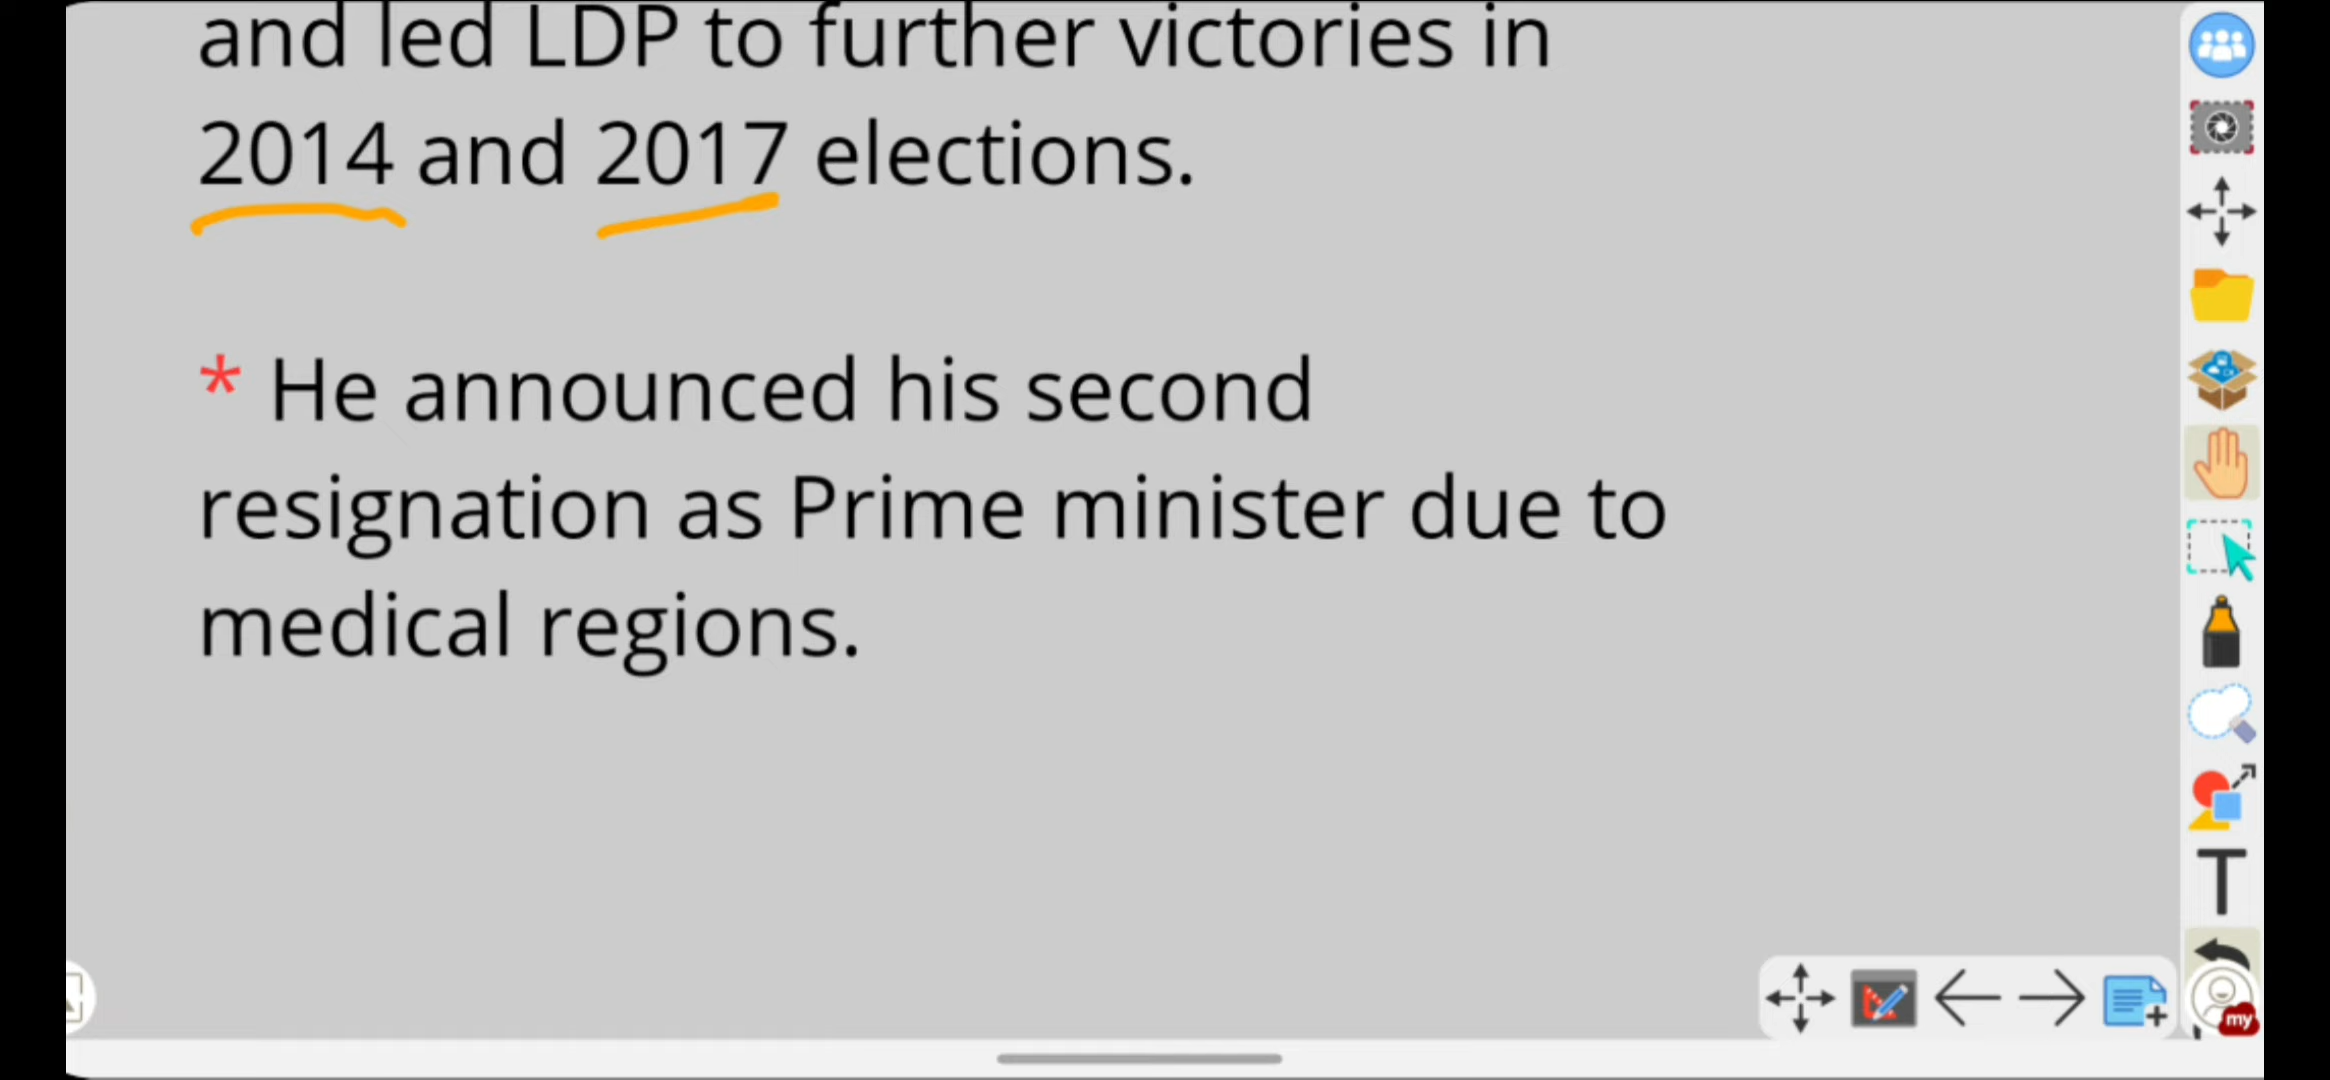 and led LDP to further victories in
2014 and 2017 elections.
* He announced his second
resignation as Prime minister due to
medical regions.
T
my